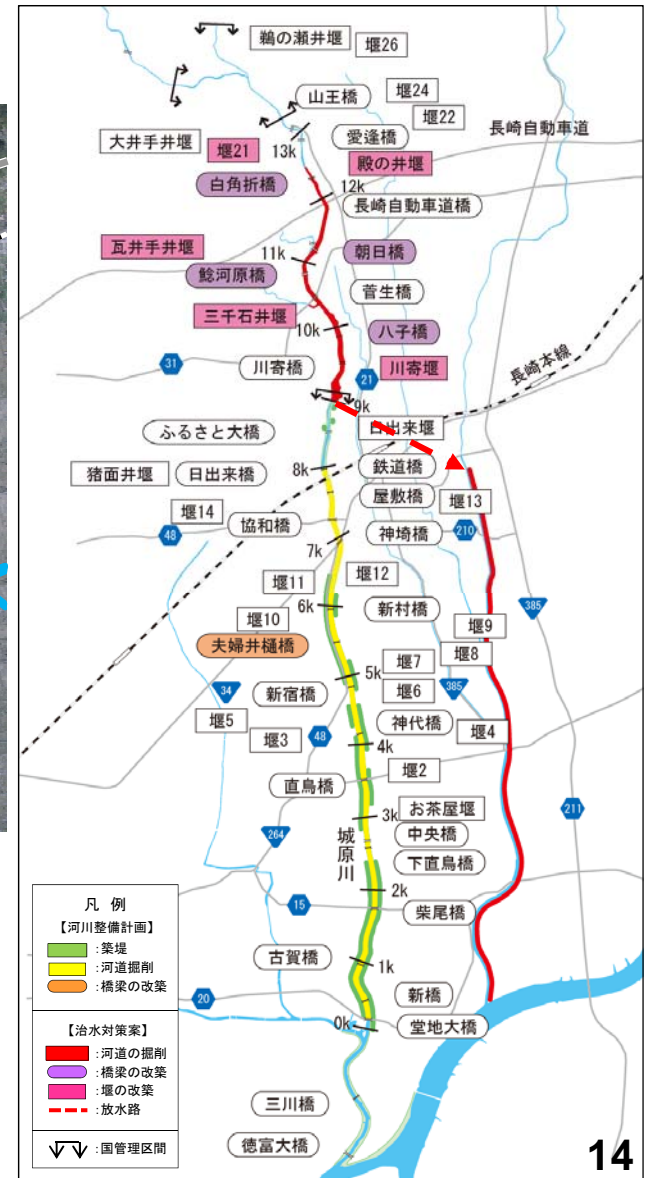 鵜の瀬井堰
堰26
山王橋
堰24
堰22
大井手井堰
13k
愛逢橋
長崎自動車道
堰21
殿の井堰
白角折橋
12k
長崎自動車道橋
瓦井手井堰
11k
朝日橋
鯰河原橋
菅生橋
三千石井堰
10k
八子橋
31
川寄橋
21
川寄堰
長崎本線
9k
ふるさと大橋
日出来堰
8k
鉄道橋
猪面井堰
日出来橋
屋敷橋
堰13
堰14
48
協和橋
7k
神埼橋
210
堰11
堰12
385
堰10
6k
新村橋
堰9
夫婦井樋橋
堰8
堰7
5k
34
新宿橋
堰6
385
堰5
堰3
48
神代橋
堰4
4k
堰2
直鳥橋
お茶屋堰
211
3k
264
城原川
中央橋
下直鳥橋
2k
15
柴尾橋
古賀橋
1k
20
新橋
0k
堂地大橋
三川橋
徳富大橋
凡 例
【河川整備計画】
:築堤
:河道掘削
:橋梁の改築
【治水対策案】
:河道の掘削
:橋梁の改築
:堰の改築
:放水路
:国管理区間
14